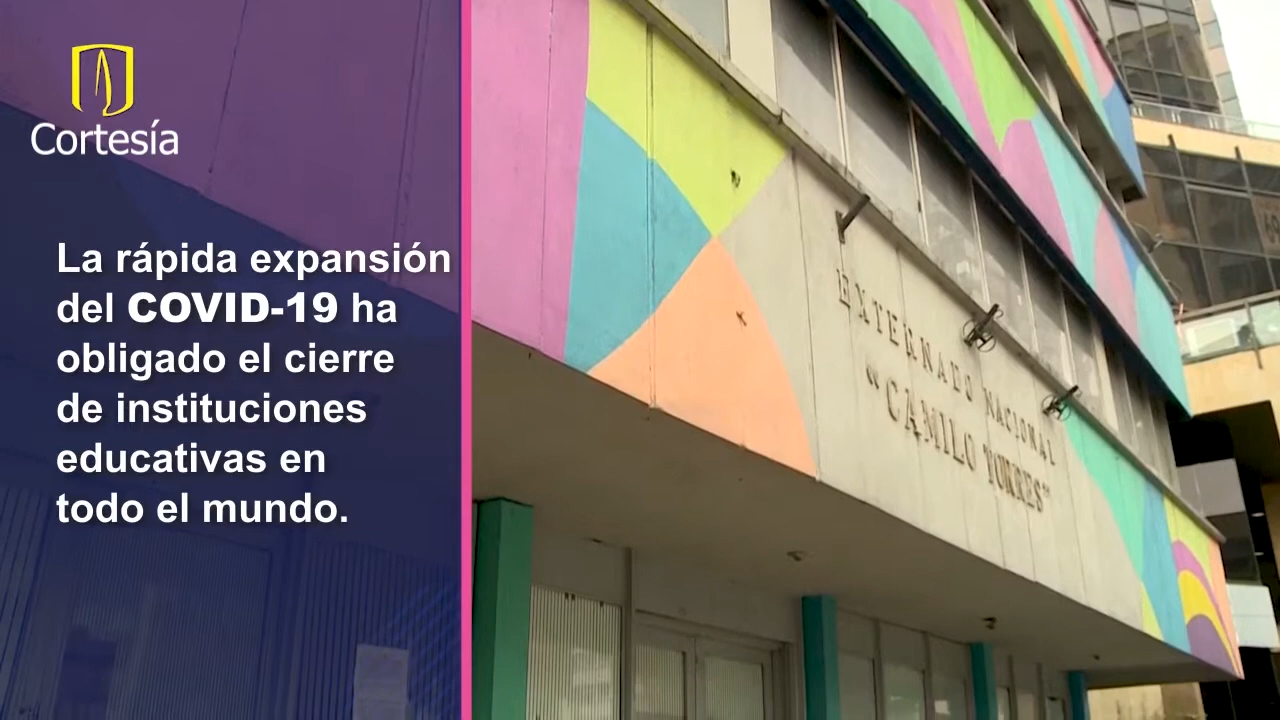 Cortesía
La rápida expansión
del COVID-19 ha
obligado el cierre
de instituciones
educativas en
todo el mundo.
EXTERNADO NACIONAL
"CAMILO TORRES"